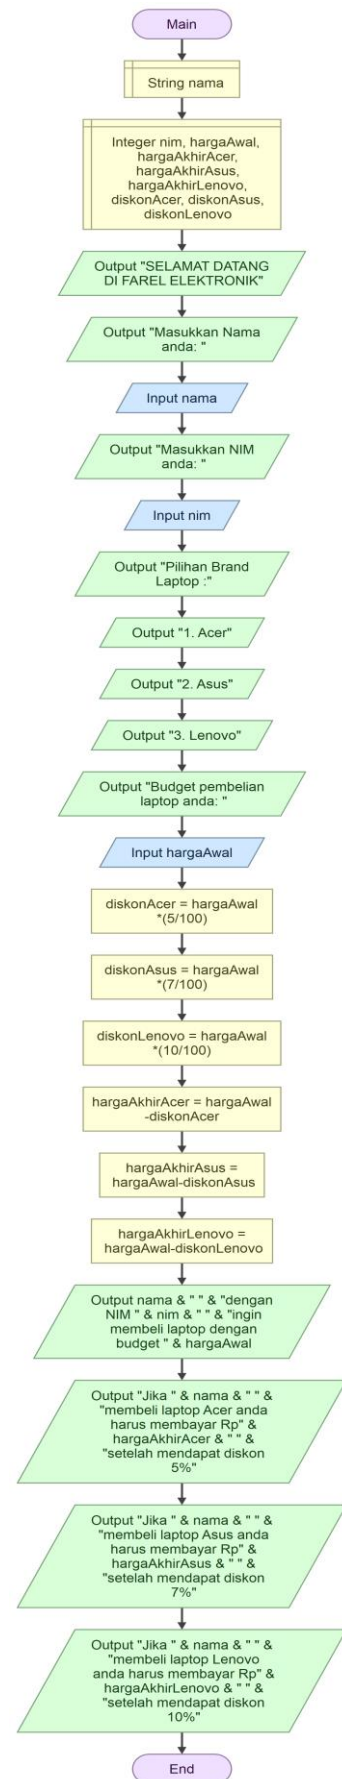 Main
String nama
Integer nim, hargaAwal,
hargaAkhirAcer,
hargaAkhirAsus,
hargaAkhirLenovo,
diskonAcer, diskonAsus,
diskonLenovo
Output "SELAMAT DATANG
DI FAREL ELEKTRONIK"
Output "Masukkan Nama
anda: "
Input nama
Output "Masukkan NIM
anda: "
Input nim
Output "Pilihan Brand
Laptop :"
Output "1. Acer"
Output "2. Asus"
Output "3. Lenovo"
Output "Budget pembelian
laptop anda: "
Input hargaAwal
diskonAcer = hargaAwal
*(5/100)
diskonAsus = hargaAwal
*(7/100)
diskonLenovo = hargaAwal
*(10/100)
hargaAkhirAcer = hargaAwal
-diskonAcer
hargaAkhirAsus =
hargaAwal-diskonAsus
hargaAkhirLenovo =
hargaAwal-diskonLenovo
Output nama & " " & "dengan
NIM " & nim & " " & "ingin
membeli laptop dengan
budget " & hargaAwal
Output "Jika " & nama & " " &
"membeli laptop Acer anda
harus membayar Rp" &
hargaAkhirAcer & " " &
"setelah mendapat diskon
5%"
Output "Jika " & nama & " " &
"membeli laptop Asus anda
harus membayar Rp" &
hargaAkhirAsus & " " &
"setelah mendapat diskon
7%"
Output "Jika " & nama & " " &
"membeli laptop Lenovo
anda harus membayar Rp" &
hargaAkhirLenovo & " " &
"setelah mendapat diskon
10%"
End